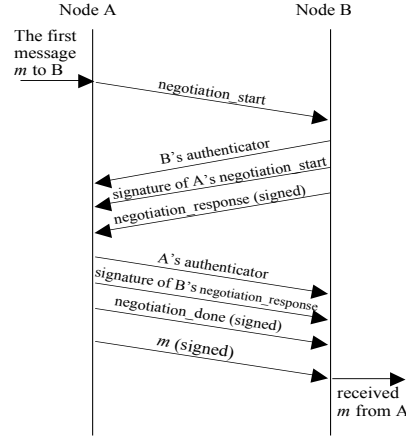 Node A
Node B
The first
message
m to B
negotiation_start
B's authenticator
signature of A's negotiation_start
negotiation_response (signed)
A's authenticator
signature of B's negotiation_response
negotiation_done (signed)
m (signed)
received
m from A